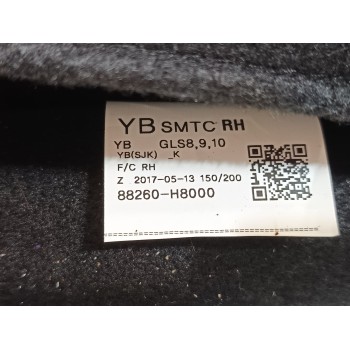 YB SMTC RH
YB GLS8,9,10
YB(SJK) _K
F/C RH
Z 2017-05-13 150/200
88260-H8000